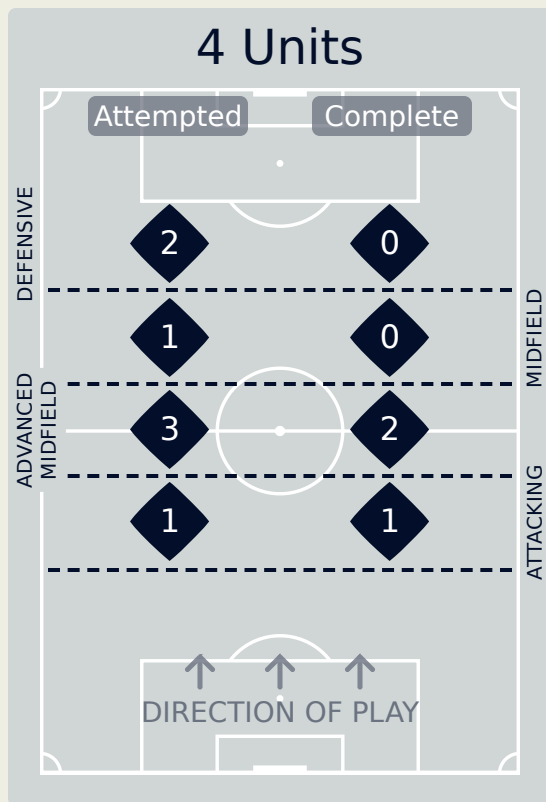 4 Units
Attempted Complete
DEFENSIVE
2 0
MIDFIELD
1 0
ADVANCED
MIDFIELD
3 2
ATTACKING
1 1
DIRECTION OF PLAY